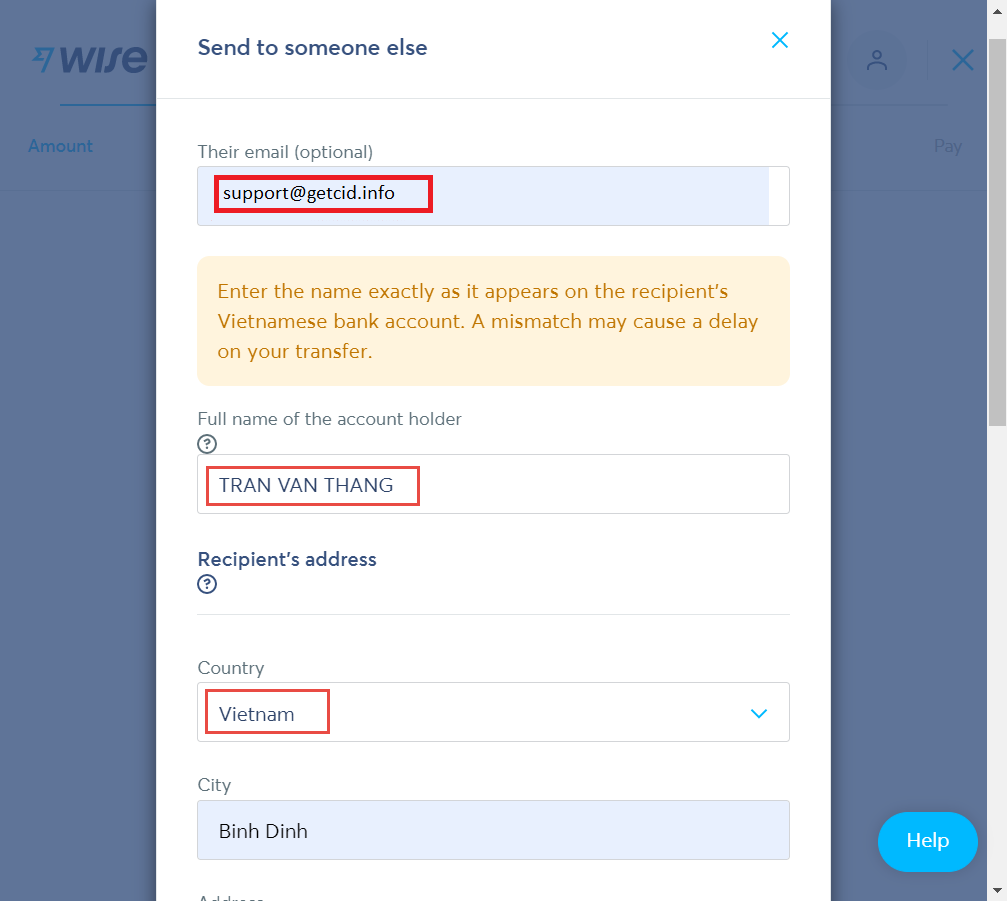 Send to someone else
WISE
Amount
Pay
Their email (optional)
support@getcid.info
Enter the name exactly as it appears on the recipient's
Vietnamese bank account. A mismatch may cause a delay
on your transfer.
Full name of the account holder
?
TRAN VAN THANG
Recipient's address
?
Country
Vietnam
City
Binh Dinh
Help
Address